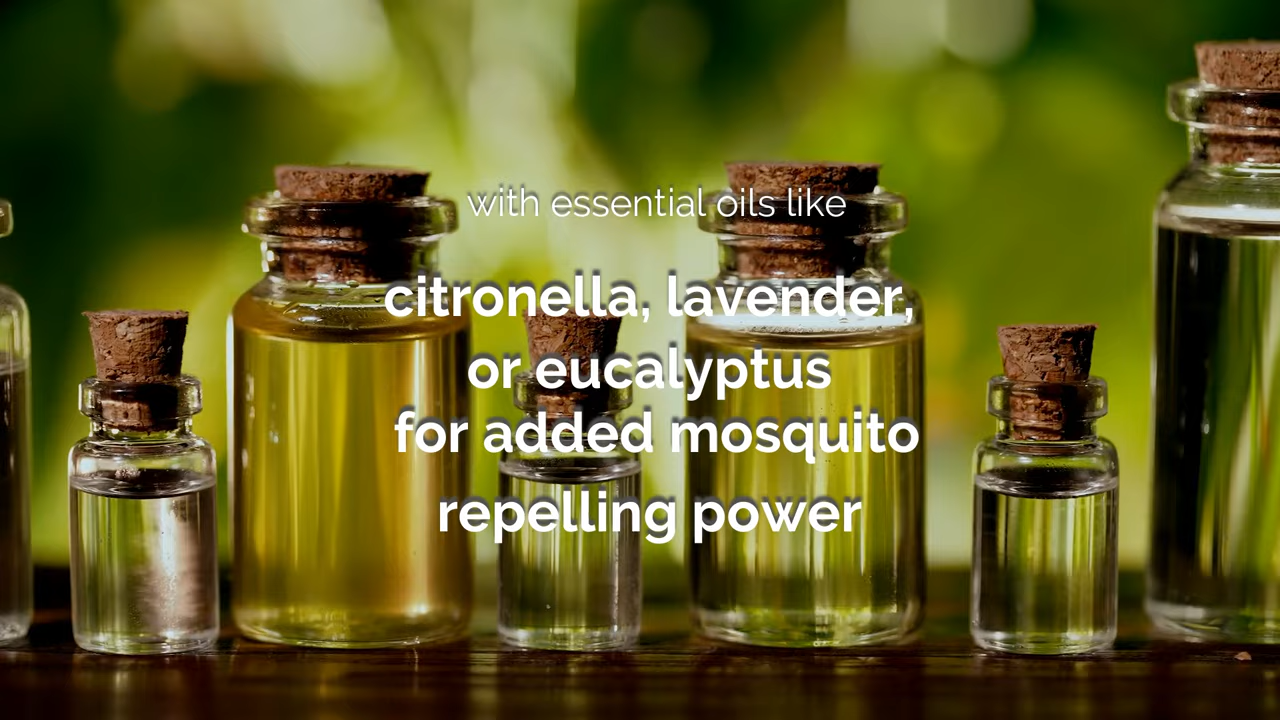 with essential oils like
citronella, lavender,
or eucalyptus
for added mosquito
repelling power